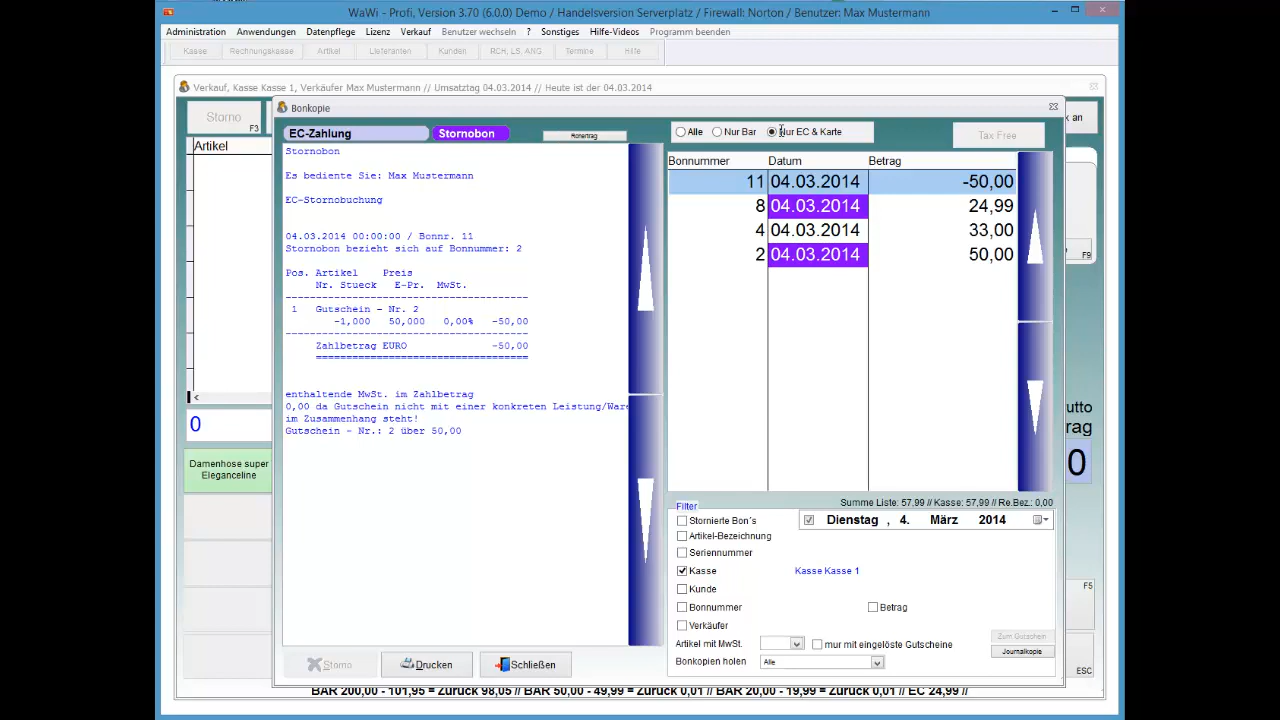 WaWi - Profi, Version 3.70 (6.0.0) Demo / Handelsversion Serverplatz / Firewall: Norton / Benutzer: Max Mustermann
Administration Anwendungen Datenpflege Lizenz Verkauf Benutzer wechseln ? Sonstiges Hilfe-Videos Programm beenden
Kasse Rechnungskasse Artikel Lieferanten Kunden RCH, LS, ANG Termine Hilfe
Verkauf, Kasse Kasse 1, Verkäufer Max Mustermann // Umsatztag 04.03.2014 // Heute ist der 04.03.2014
Storno F3
an
Artikel
F9
<
0
utto
rag
0
Damenhose super
Eleganceline
F5
ESC
Bonkopie
EC-Zahlung Stornobon
Stornobon
Es bediente Sie: Max Mustermann
EC-Stornobuchung
04.03.2014 00:00:00 / Bonnr. 11
Stornobon bezieht sich auf Bonnummer: 2
Pos. Artikel Preis
Nr. Stueck E-Pr. MwSt.
-----------------------------------
1 Gutschein - Nr. 2
-1,000 50,000 0,00% -50,00
-----------------------------------
Zahlbetrag EURO -50,00
===================================
enthaltende MwSt. im Zahlbetrag
0,00 da Gutschein nicht mit einer konkreten Leistung/War
im Zusammenhang steht!
Gutschein - Nr.: 2 über 50,00
Storno Drucken Schließen
Alle Nur Bar Nur EC & Karte
Tax Free
Bonnummer Datum Betrag
11 04.03.2014 -50,00
8 04.03.2014 24,99
4 04.03.2014 33,00
2 04.03.2014 50,00
Summe Liste: 57,99 // Kasse: 57,99 // Re.Bez.: 0,00
Filter
Stornierte Bon´s
Dienstag , 4. März 2014
Artikel-Bezeichnung
Seriennummer
Kasse Kasse Kasse 1
Kunde
Bonnummer Betrag
Verkäufer
Artikel mit MwSt. nur mit eingelöste Gutscheine
Zum Gutschein
Journalkopie
Bonkopien holen Alle
BAR 200,00 - 101,95 = Zurück 98,05 // BAR 50,00 - 49,99 = Zurück 0,01 // BAR 20,00 - 19,99 = Zurück 0,01 // EC 24,99 //